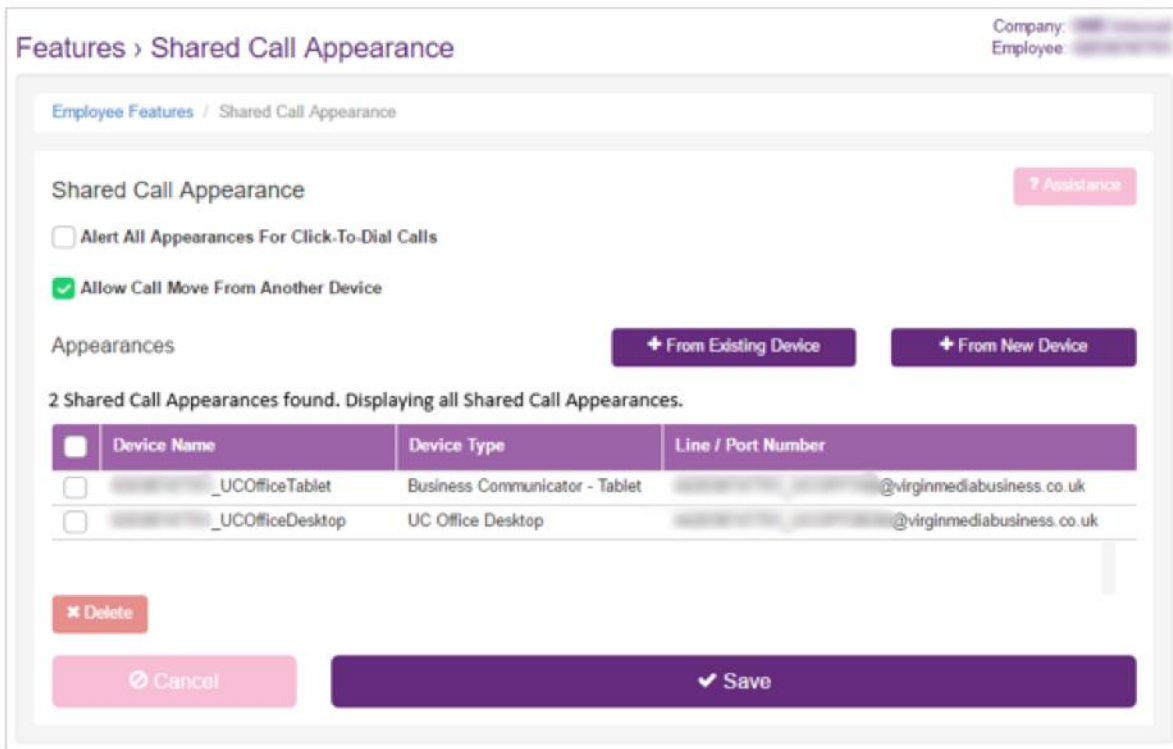 Company:
Features › Shared Call Appearance
Employee:
Employee Features / Shared Call Appearance
Shared Call Appearance
? Assistance
Alert All Appearances For Click-To-Dial Calls
Allow Call Move From Another Device
Appearances
+ From Existing Device
+ From New Device
2 Shared Call Appearances found. Displaying all Shared Call Appearances.
Device Name Device Type Line / Port Number
_UCOfficeTablet Business Communicator - Tablet @virginmediabusiness.co.uk
_UCOfficeDesktop UC Office Desktop @virginmediabusiness.co.uk
Delete
Cancel
Save